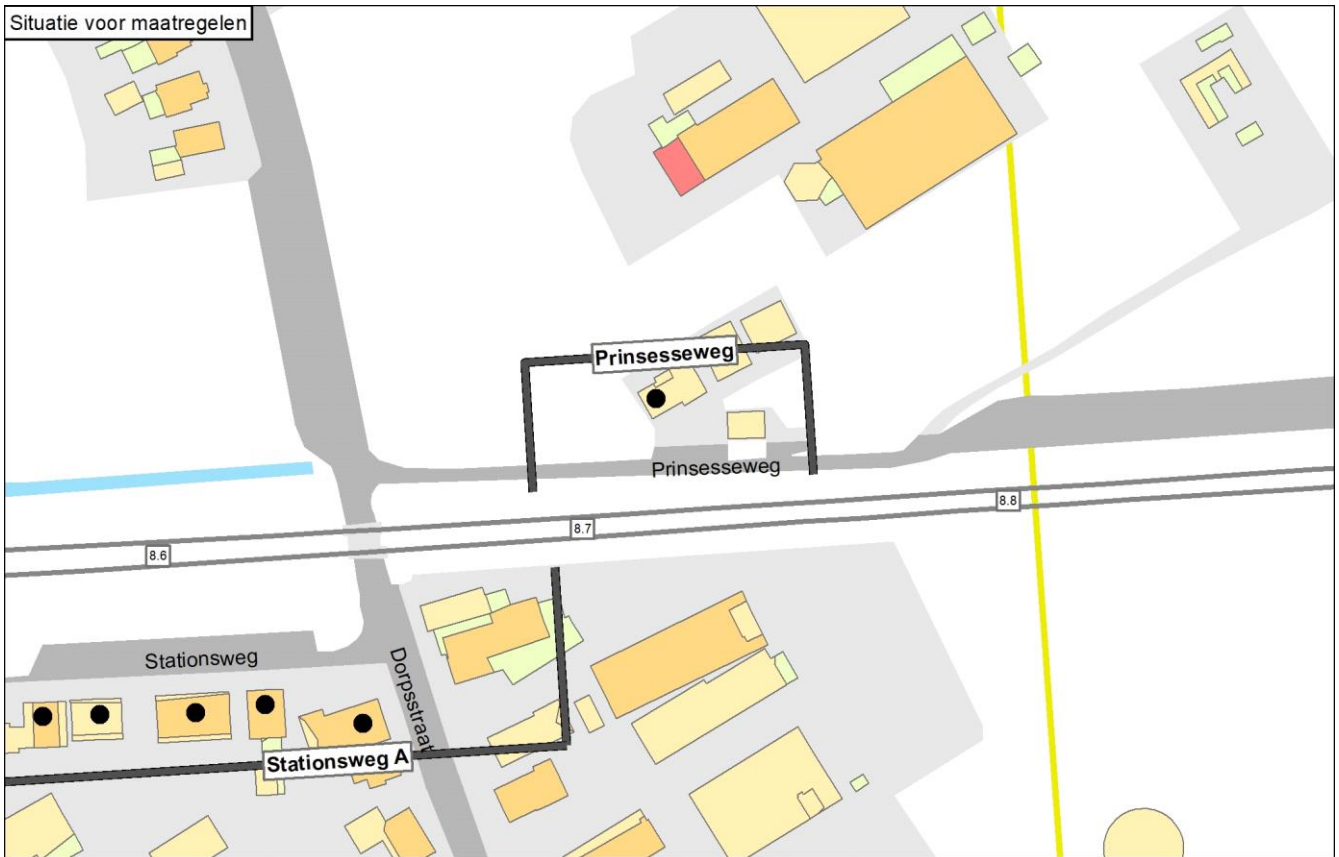 Situatie voor maatregelen
Prinsesseweg
Prinsesseweg
8.8
8.7
8.6
Stationsweg
Dorpsstraat
Stationsweg A